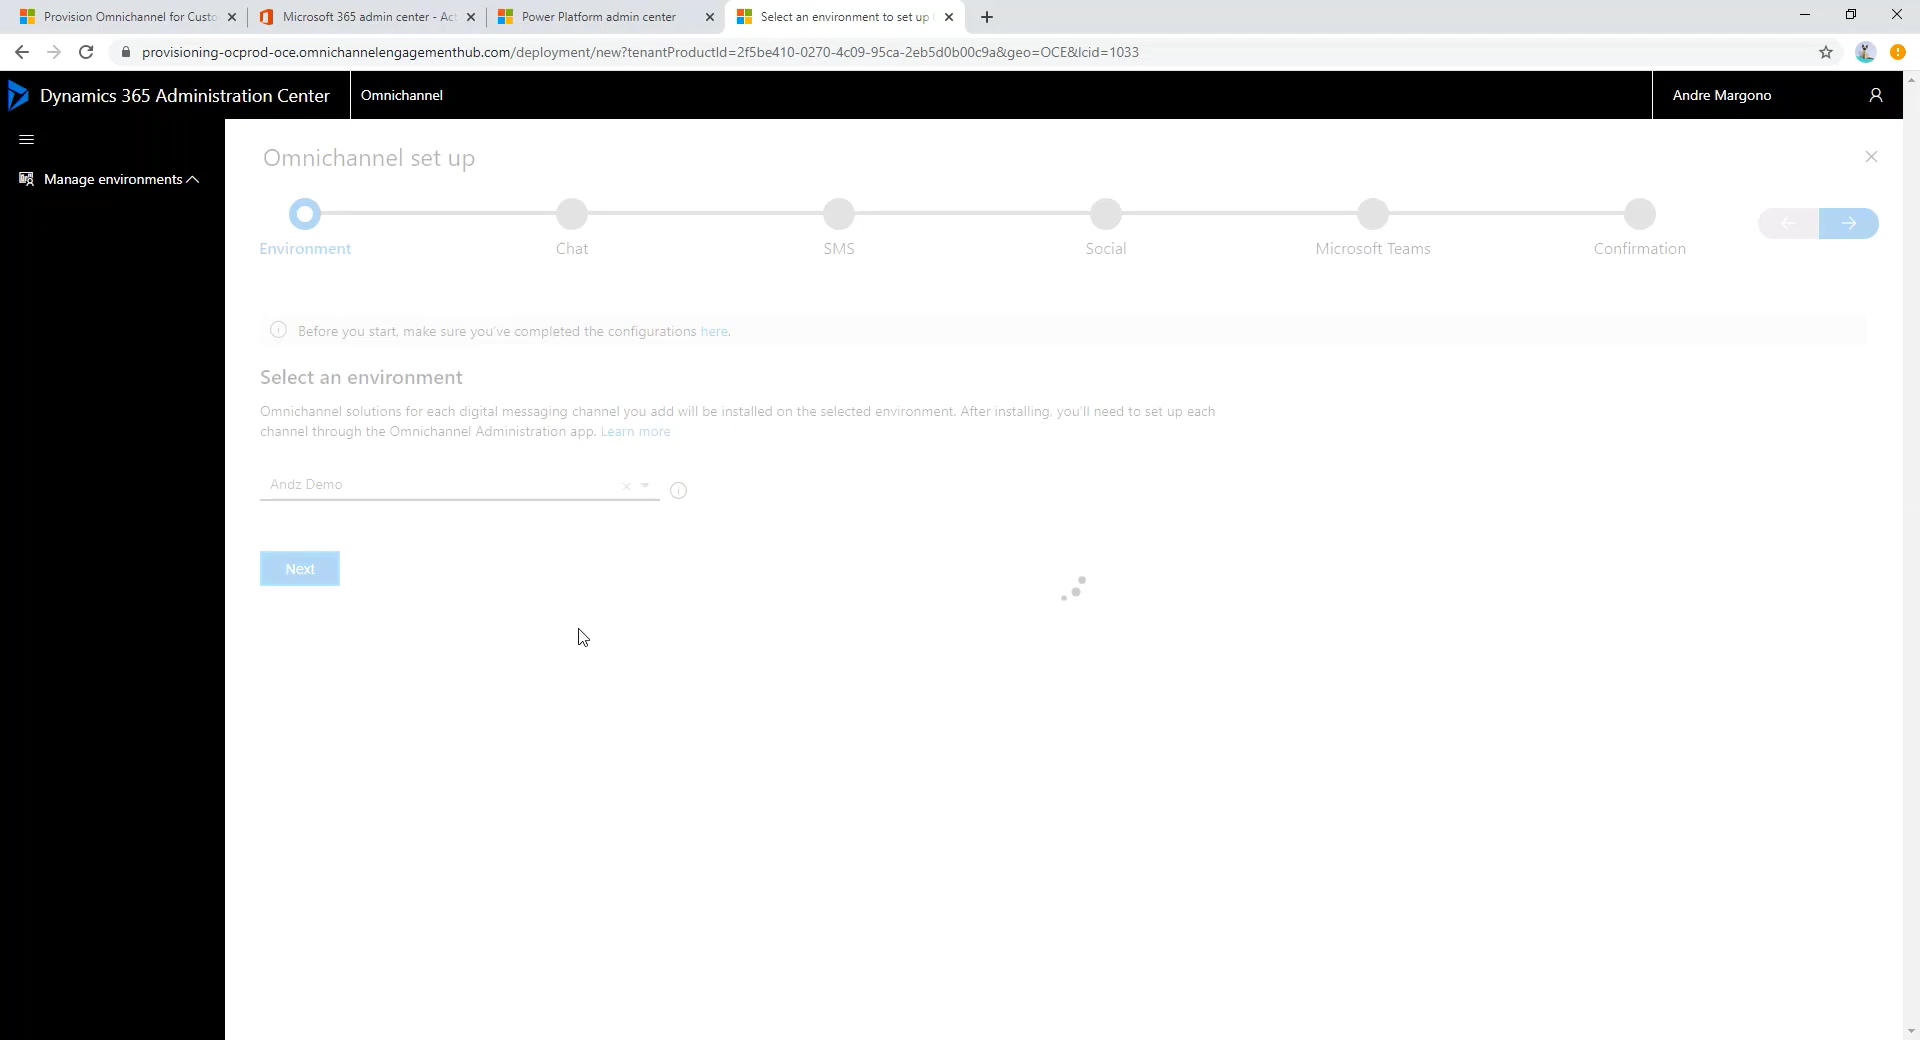 Provision Omnichannel for Custo
Microsoft 365 admin center - Act
Power Platform admin center
Select an environment to set up
provisioning-ocprod-oce.omnichannelengagementhub.com/deployment/new?tenantProductId=2f5be410-0270-4c09-95ca-2eb5d0b00c9a&geo=OCE&lcid=1033
Dynamics 365 Administration Center
Omnichannel
Andre Margono
Manage environments
Omnichannel set up
Environment
Chat
SMS
Social
Microsoft Teams
Confirmation
Before you start, make sure you've completed the configurations here.
Select an environment
Omnichannel solutions for each digital messaging channel you add will be installed on the selected environment. After installing, you'll need to set up each
channel through the Omnichannel Administration app. Learn more
Andz Demo
Next